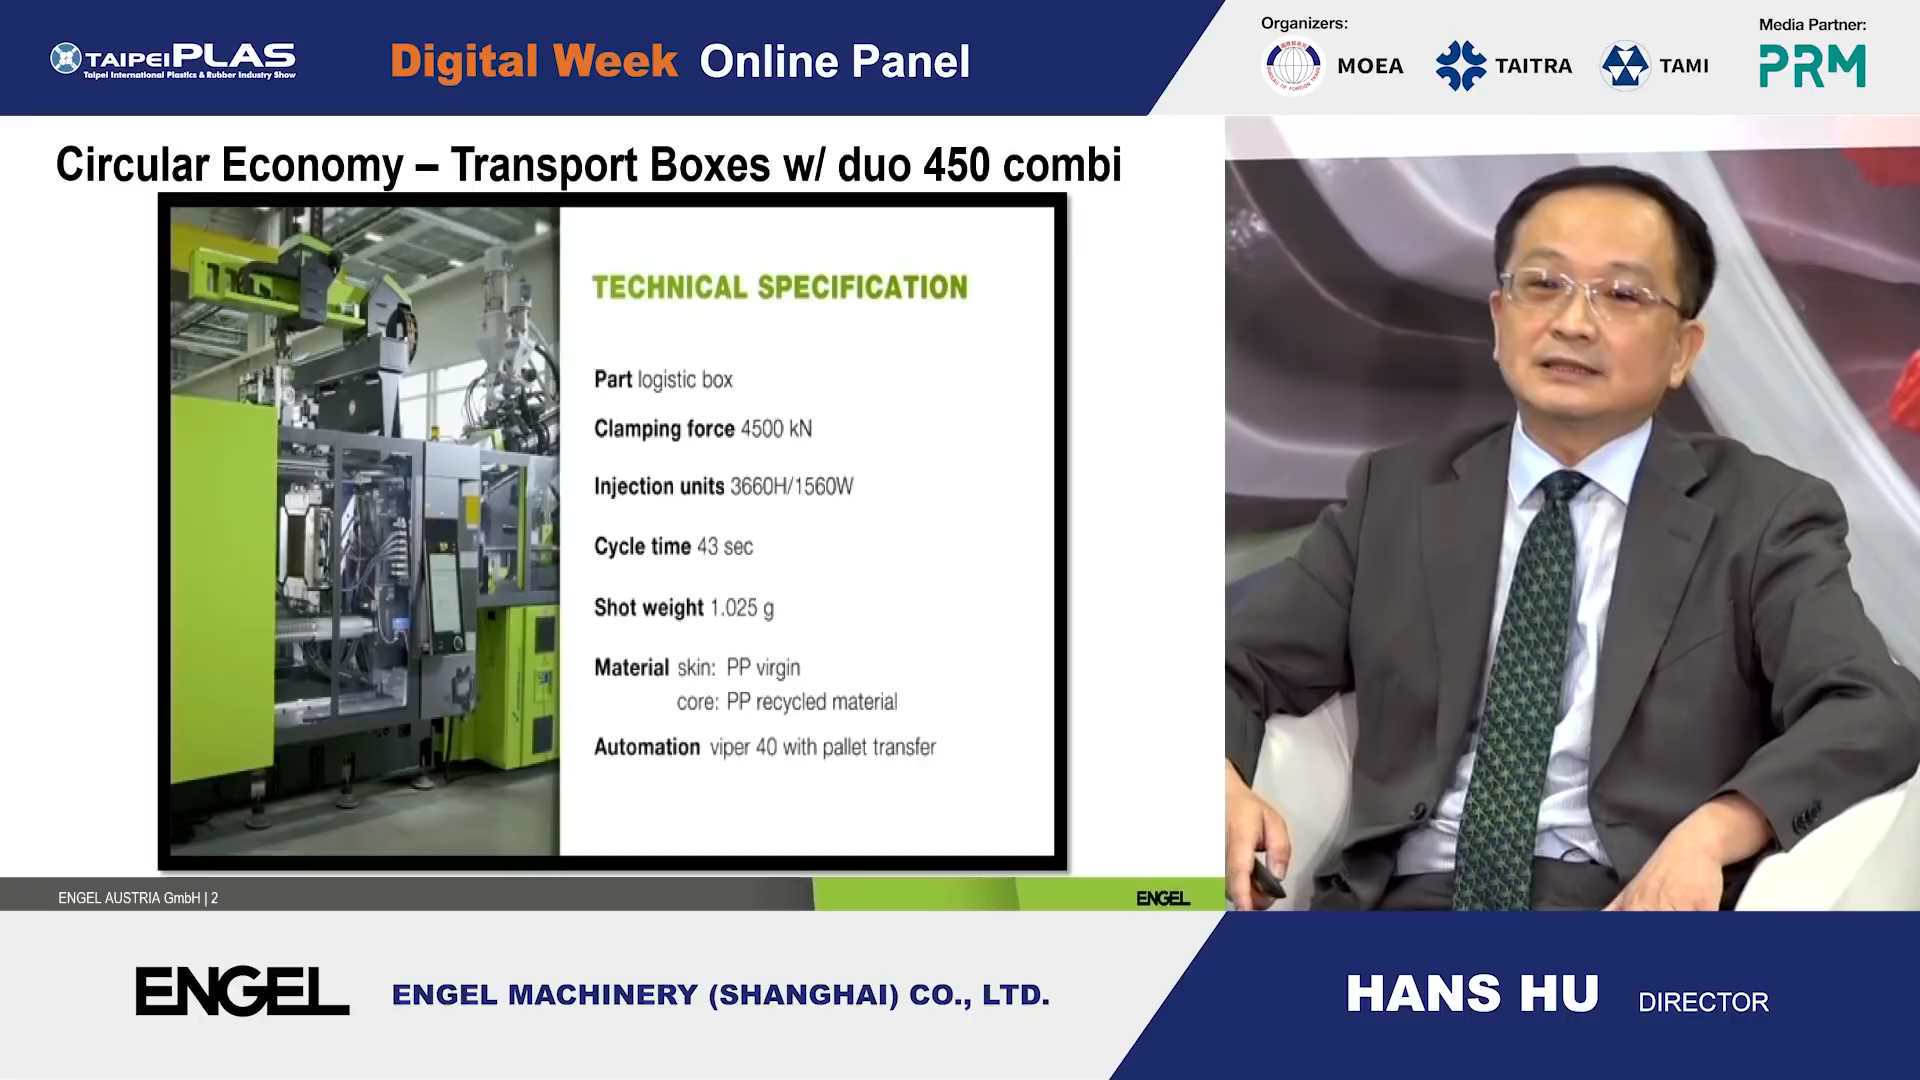 TAIPEIPLAS
Taipei International Plastics & Rubber Industry Show
Digital Week Online Panel
Organizers:
MOEA
TAITRA
TAMI
Media Partner:
PRM
Circular Economy – Transport Boxes w/ duo 450 combi
TECHNICAL SPECIFICATION
Part logistic box
Clamping force 4500 kN
Injection units 3660H/1560W
Cycle time 43 sec
Shot weight 1.025 g
Material skin: PP virgin
core: PP recycled material
Automation viper 40 with pallet transfer
ENGEL AUSTRIA GmbH | 2
ENGEL
ENGEL
ENGEL MACHINERY (SHANGHAI) CO., LTD.
HANS HU DIRECTOR